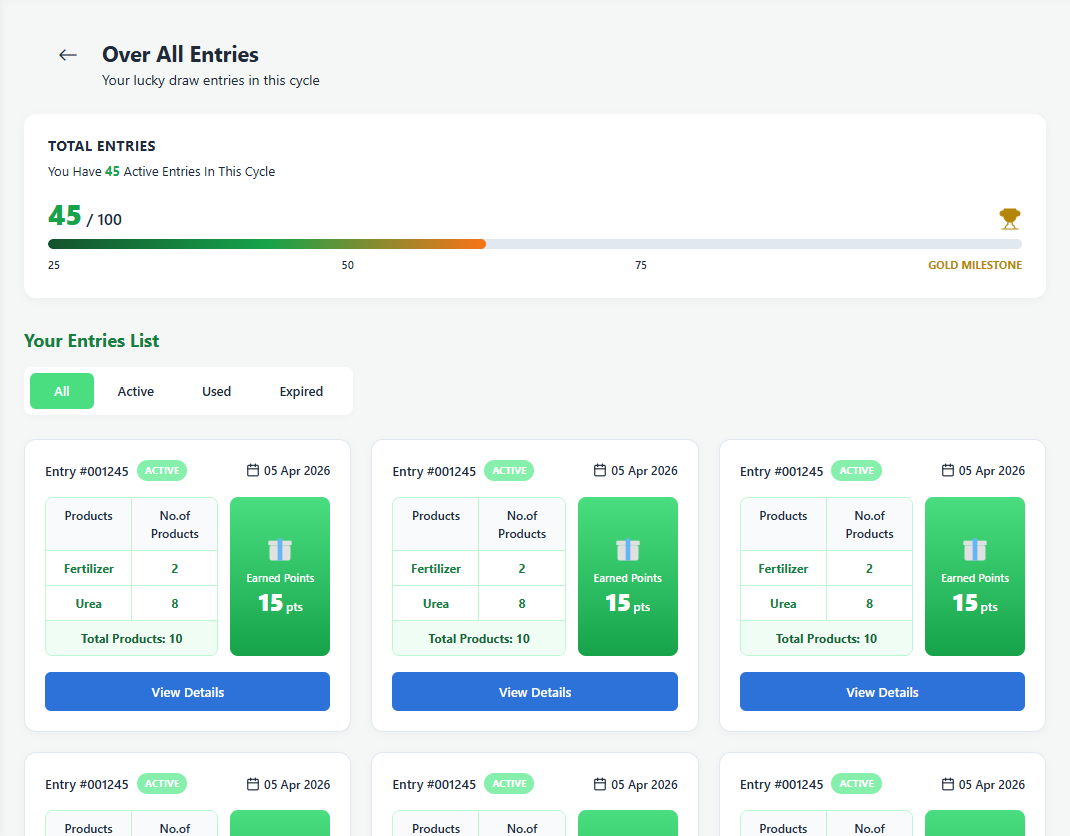 Over All Entries
Your lucky draw entries in this cycle
TOTAL ENTRIES
You Have 45 Active Entries In This Cycle
45 / 100
25 50 75 GOLD MILESTONE
Your Entries List
All Active Used Expired
Entry #001245 ACTIVE 05 Apr 2026
Products No.of Products
Fertilizer 2
Urea 8
Total Products: 10
Earned Points
15 pts
View Details
Entry #001245 ACTIVE 05 Apr 2026
Products No.of Products
Fertilizer 2
Urea 8
Total Products: 10
Earned Points
15 pts
View Details
Entry #001245 ACTIVE 05 Apr 2026
Products No.of Products
Fertilizer 2
Urea 8
Total Products: 10
Earned Points
15 pts
View Details
Entry #001245 ACTIVE 05 Apr 2026
Products No.of
Entry #001245 ACTIVE 05 Apr 2026
Products No.of
Entry #001245 ACTIVE 05 Apr 2026
Products No.of